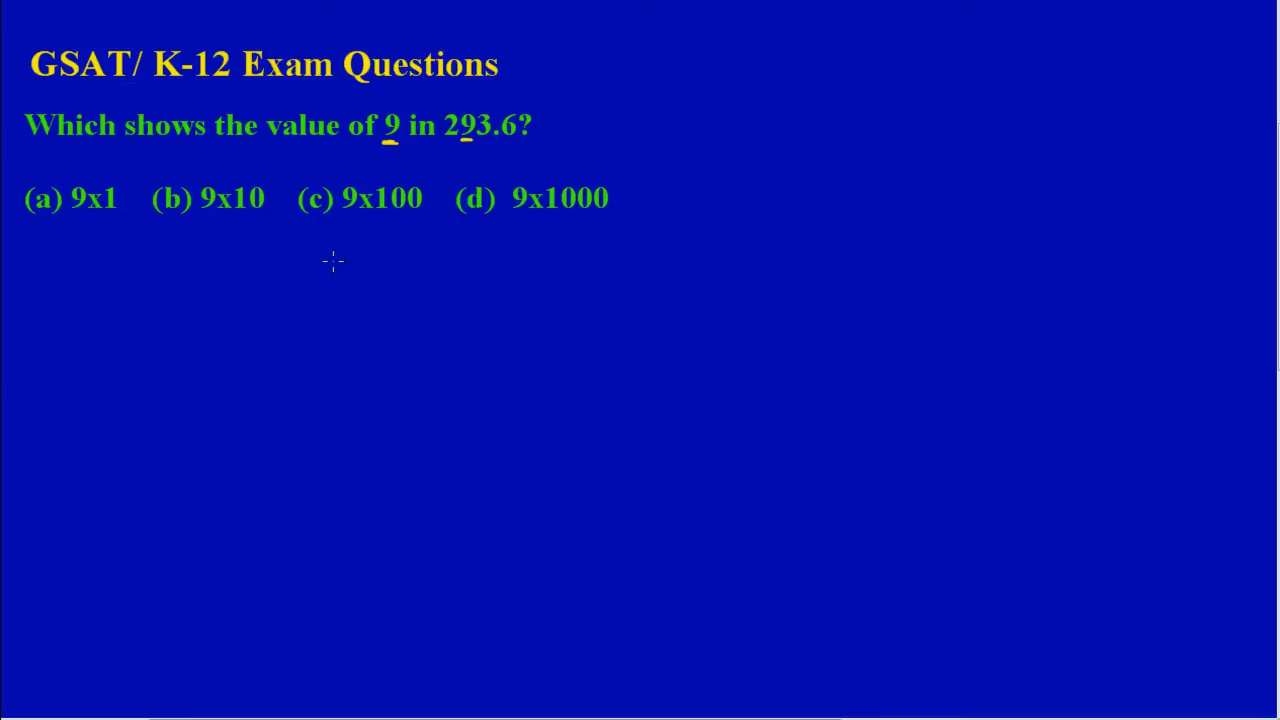 GSAT/ K-12 Exam Questions
Which shows the value of 9 in 293.6?
(a) 9x1 (b) 9x10 (c) 9x100 (d) 9x1000